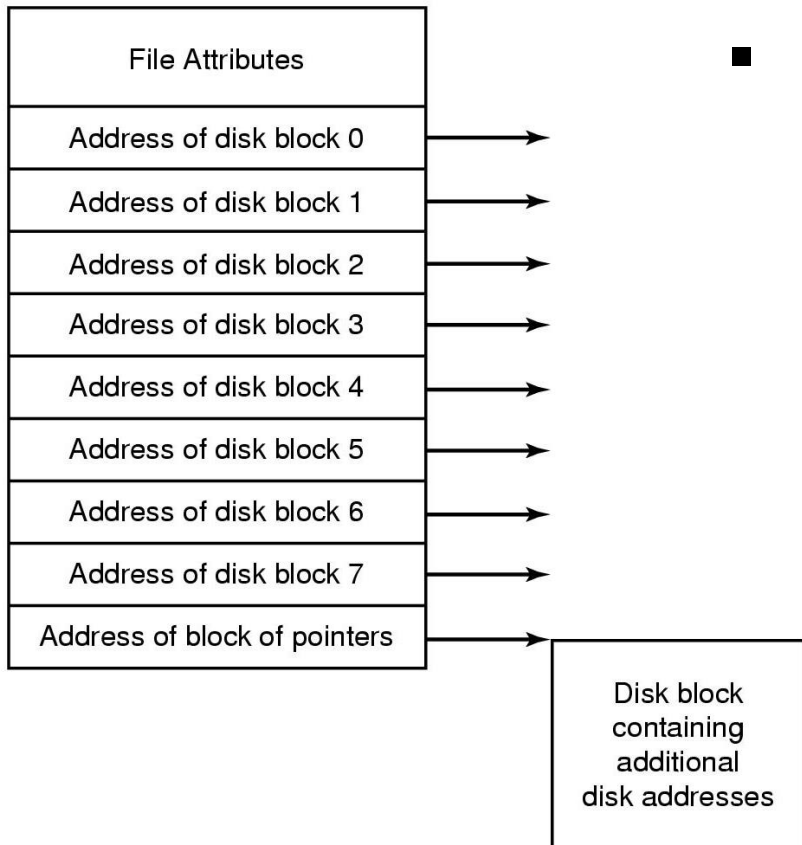 File Attributes
Address of disk block 0
Address of disk block 1
Address of disk block 2
Address of disk block 3
Address of disk block 4
Address of disk block 5
Address of disk block 6
Address of disk block 7
Address of block of pointers
Disk block
containing
additional
disk addresses